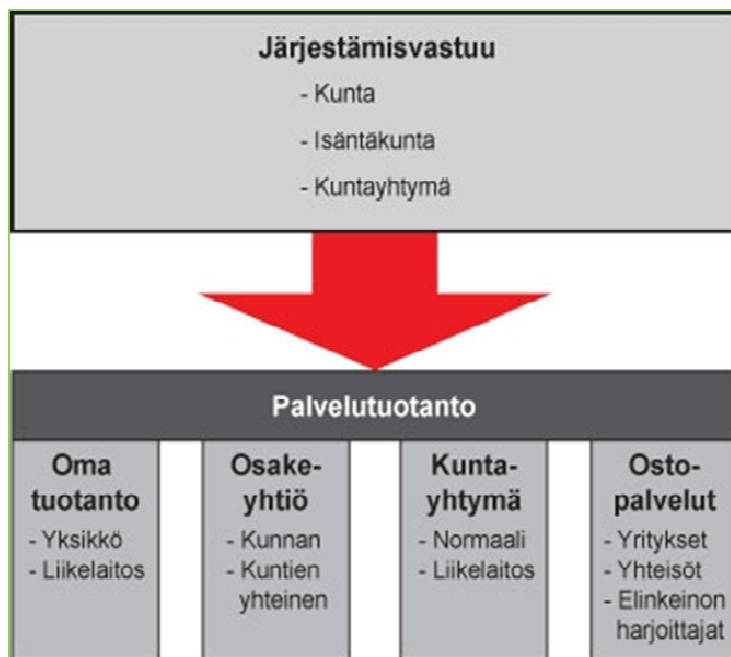 Järjestämisvastuu
- Kunta
- Isäntäkunta
- Kuntayhtymä
Palvelutuotanto
Oma
tuotanto
- Yksikkö
- Liikelaitos
Osake-
yhtiö
- Kunnan
- Kuntien
yhteinen
Kunta-
yhtymä
- Normaali
- Liikelaitos
Osto-
palvelut
- Yritykset
- Yhteisöt
- Elinkeinon
harjoittajat